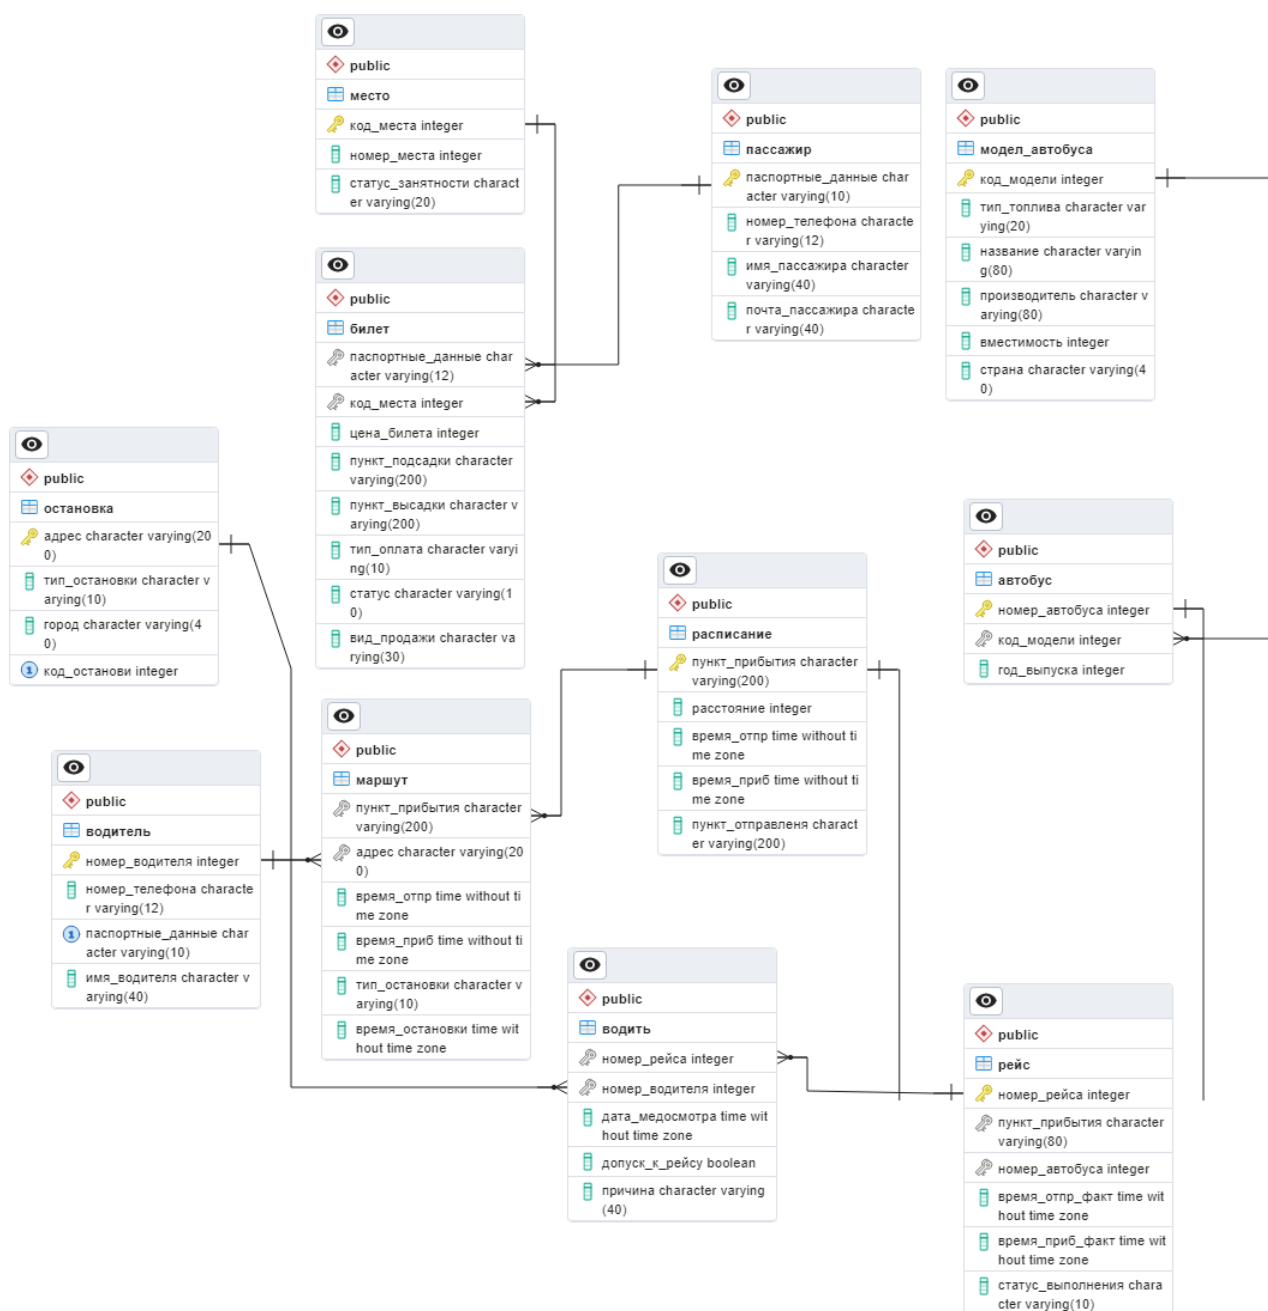 public
место
код_места integer
номер_места integer
статус_занятности charact
er varying(20)
public
пассажир
паспортные_данные char
acter varying(10)
номер_телефона characte
r varying(12)
имя_пассажира character
varying(40)
почта_пассажира characte
r varying(40)
public
модел_автобуса
код_модели integer
тип_топлива character var
ying(20)
название character varyin
g(80)
производитель character v
arying(80)
вместимость integer
страна character varying(4
0)
public
билет
паспортные_данные char
acter varying(12)
код_места integer
цена_билета integer
пункт_подсадки character
varying(200)
пункт_высадки character v
arying(200)
тип_оплата character varyi
ng(10)
статус character varying(1
0)
вид_продажи character va
rying(30)
public
остановка
адрес character varying(20
0)
тип_остановки character v
arying(10)
город character varying(4
0)
1 код_останови integer
public
расписание
пункт_прибытия character
varying(200)
расстояние integer
время_отпр time without ti
me zone
время_приб time without ti
me zone
пункт_отправленя charact
er varying(200)
public
автобус
номер_автобуса integer
код_модели integer
год_выпуска integer
public
водитель
номер_водителя integer
номер_телефона characte
r varying(12)
1 паспортные_данные char
acter varying(10)
имя_водителя character v
arying(40)
public
маршут
пункт_прибытия character
varying(200)
адрес character varying(20
0)
время_отпр time without ti
me zone
время_приб time without ti
me zone
тип_остановки character v
arying(10)
время_остановки time wit
hout time zone
public
водить
номер_рейса integer
номер_водителя integer
дата_медосмотра time wit
hout time zone
допуск_к_рейсу boolean
причина character varying
(40)
public
рейс
номер_рейса integer
пункт_прибытия character
varying(80)
номер_автобуса integer
время_отпр_факт time wit
hout time zone
время_приб_факт time wit
hout time zone
статус_выполнения chara
cter varying(10)